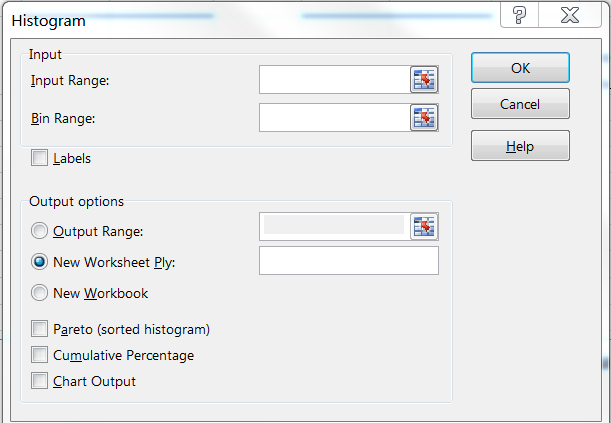 Histogram
?
Input
Input Range:
OK
Bin Range:
Cancel
Labels
Help
Output options
Output Range:
New Worksheet Ply:
New Workbook
Pareto (sorted histogram)
Cumulative Percentage
Chart Output